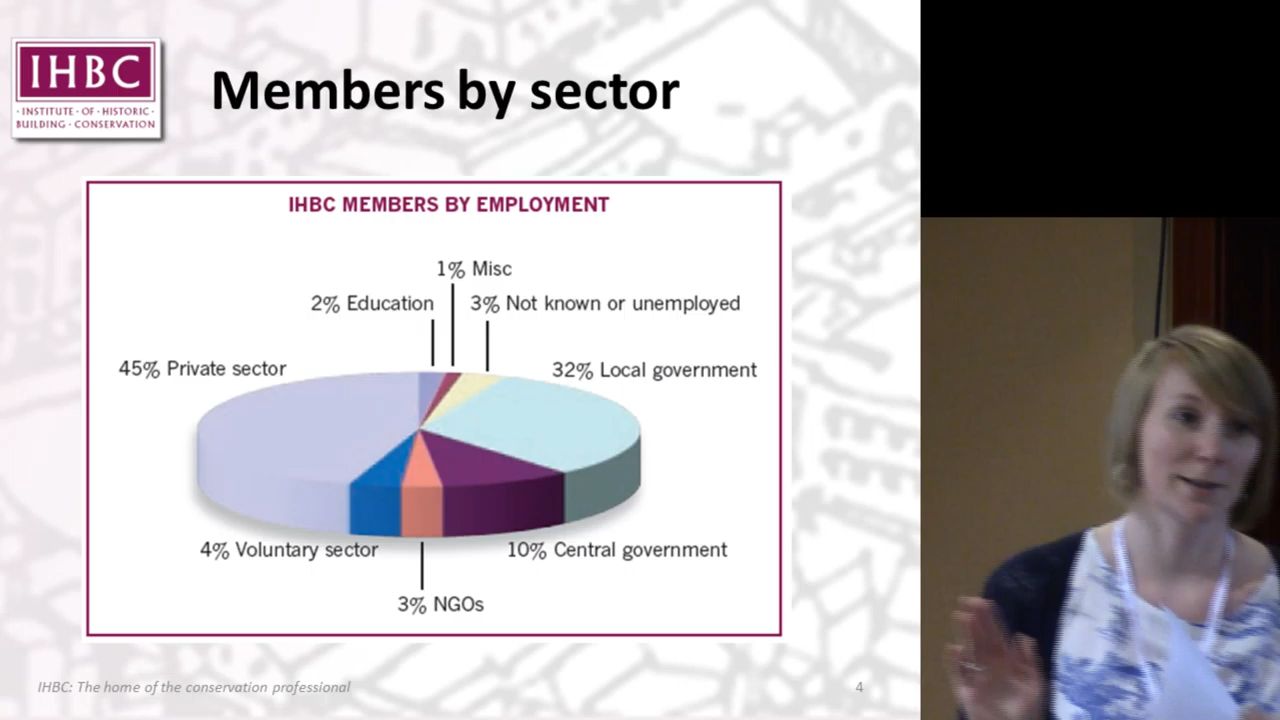 IHBC
· INSTITUTE · OF · HISTORIC ·
BUILDING · CONSERVATION
Members by sector
IHBC MEMBERS BY EMPLOYMENT
1% Misc
2% Education
3% Not known or unemployed
45% Private sector
32% Local government
4% Voluntary sector
10% Central government
3% NGOs
IHBC: The home of the conservation professional
4